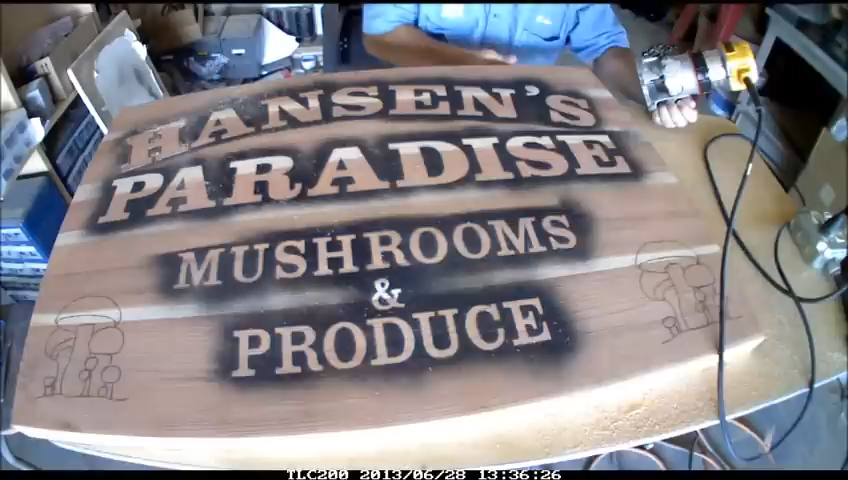 HANSEN'S
PARADISE
MUSHROOMS
&
PRODUCE
TLC200 2013/06/28 13:36:26